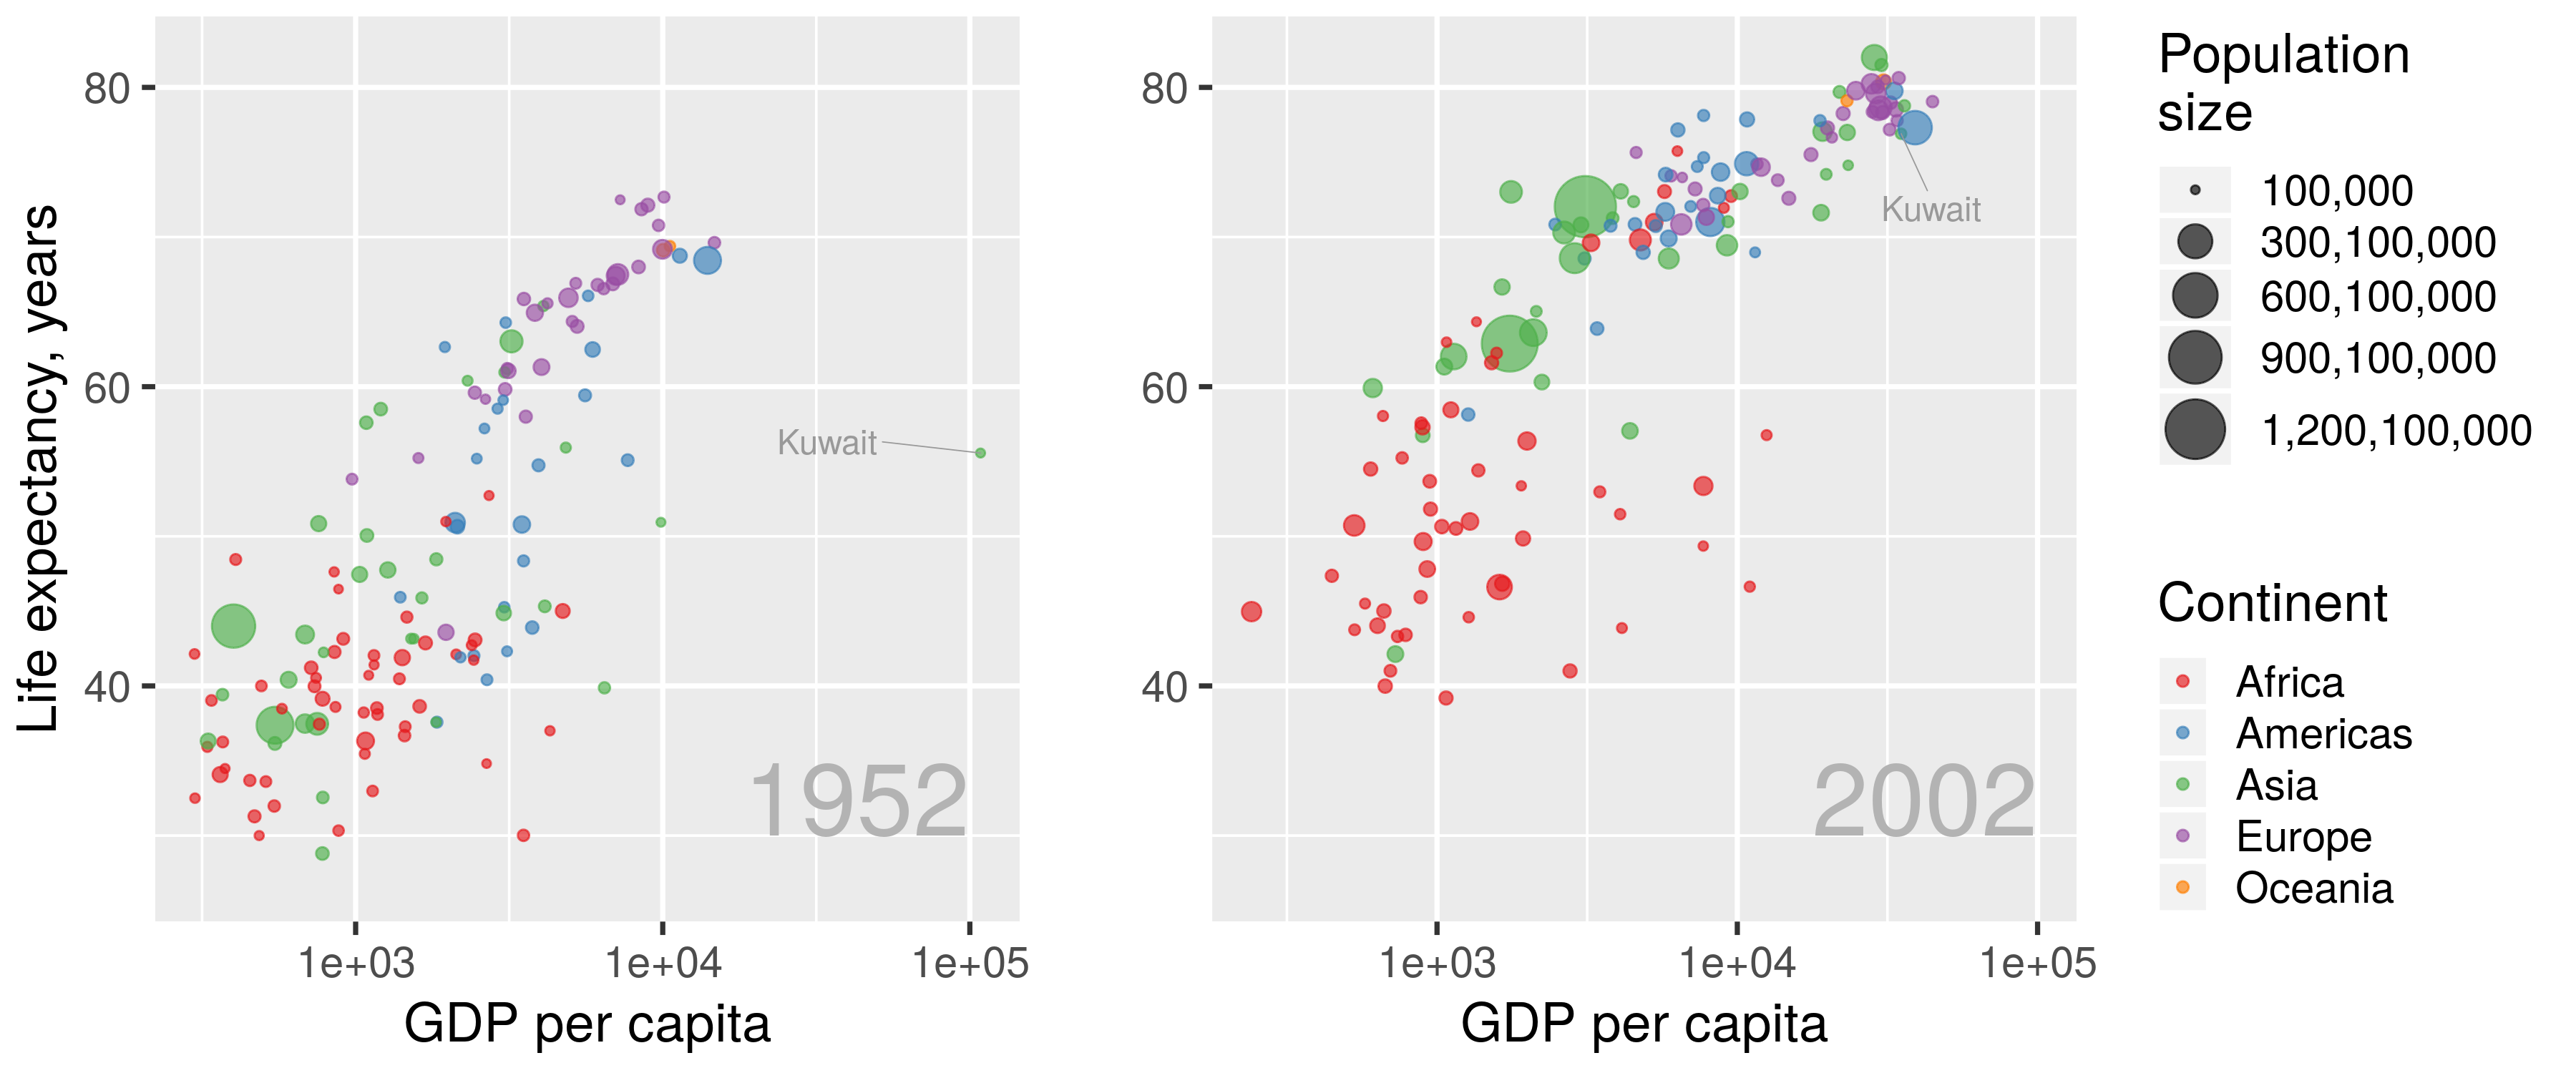 Life expectancy, years
80
60
40
Kuwait
1952
1e+03
1e+04
1e+05
GDP per capita
80
60
40
Kuwait
2002
1e+03
1e+04
1e+05
GDP per capita
Population
size
100,000
300,100,000
600,100,000
900,100,000
1,200,100,000
Continent
Africa
Americas
Asia
Europe
Oceania